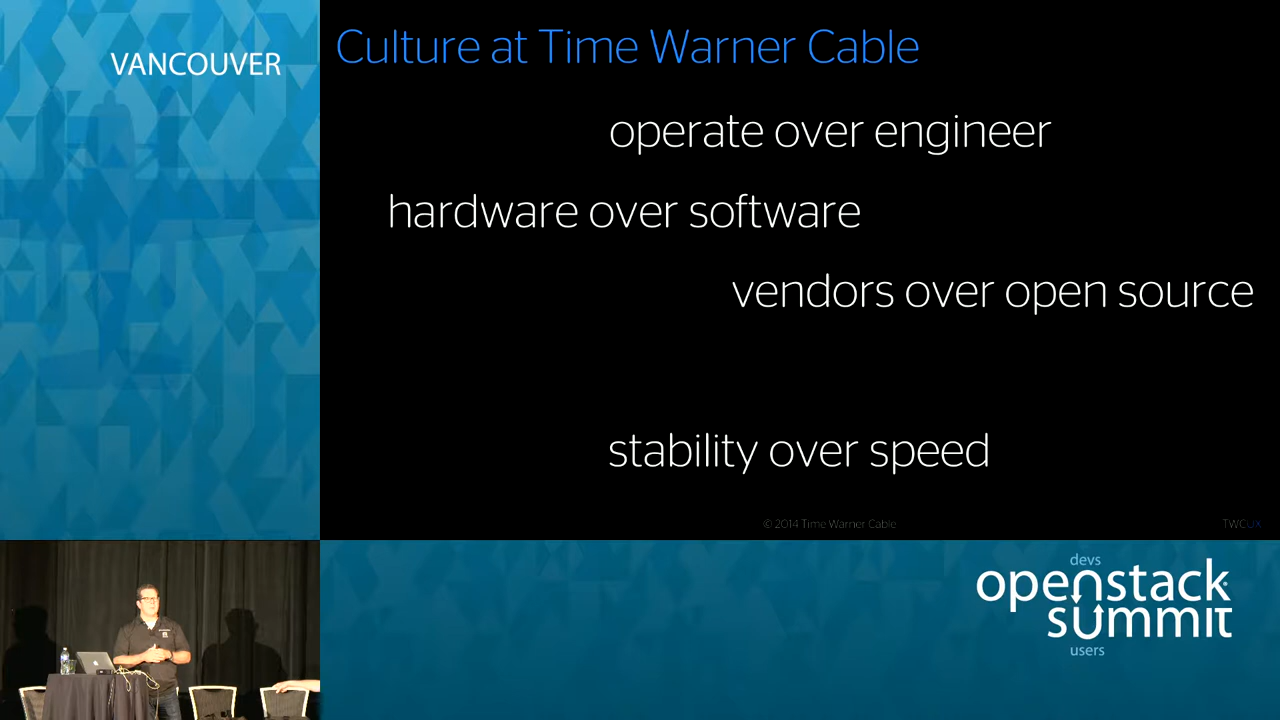 VANCOUVER
Culture at Time Warner Cable
operate over engineer
hardware over software
vendors over open source
stability over speed
© 2014 Time Warner Cable
TWCUX
devs
openstack
summit
users